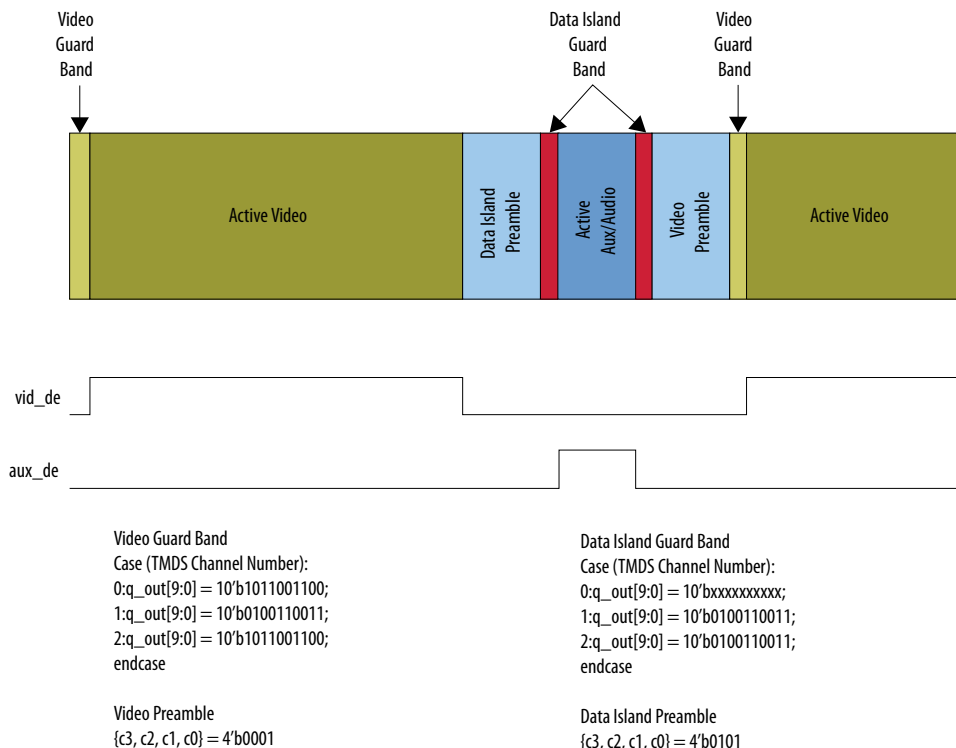 Video
Guard
Band
Data Island
Guard
Band
Video
Guard
Band
Active Video
Data Island
Preamble
Active
Aux/Audio
Video
Preamble
Active Video
vid_de
aux_de
Video Guard Band
Case (TMDS Channel Number):
0:q_out[9:0] = 10’b1011001100;
1:q_out[9:0] = 10’b0100110011;
2:q_out[9:0] = 10’b1011001100;
endcase
Video Preamble
{c3, c2, c1, c0} = 4’b0001
Data Island Guard Band
Case (TMDS Channel Number):
0:q_out[9:0] = 10’bxxxxxxxxxx;
1:q_out[9:0] = 10’b0100110011;
2:q_out[9:0] = 10’b0100110011;
endcase
Data Island Preamble
{c3, c2, c1, c0} = 4’b0101